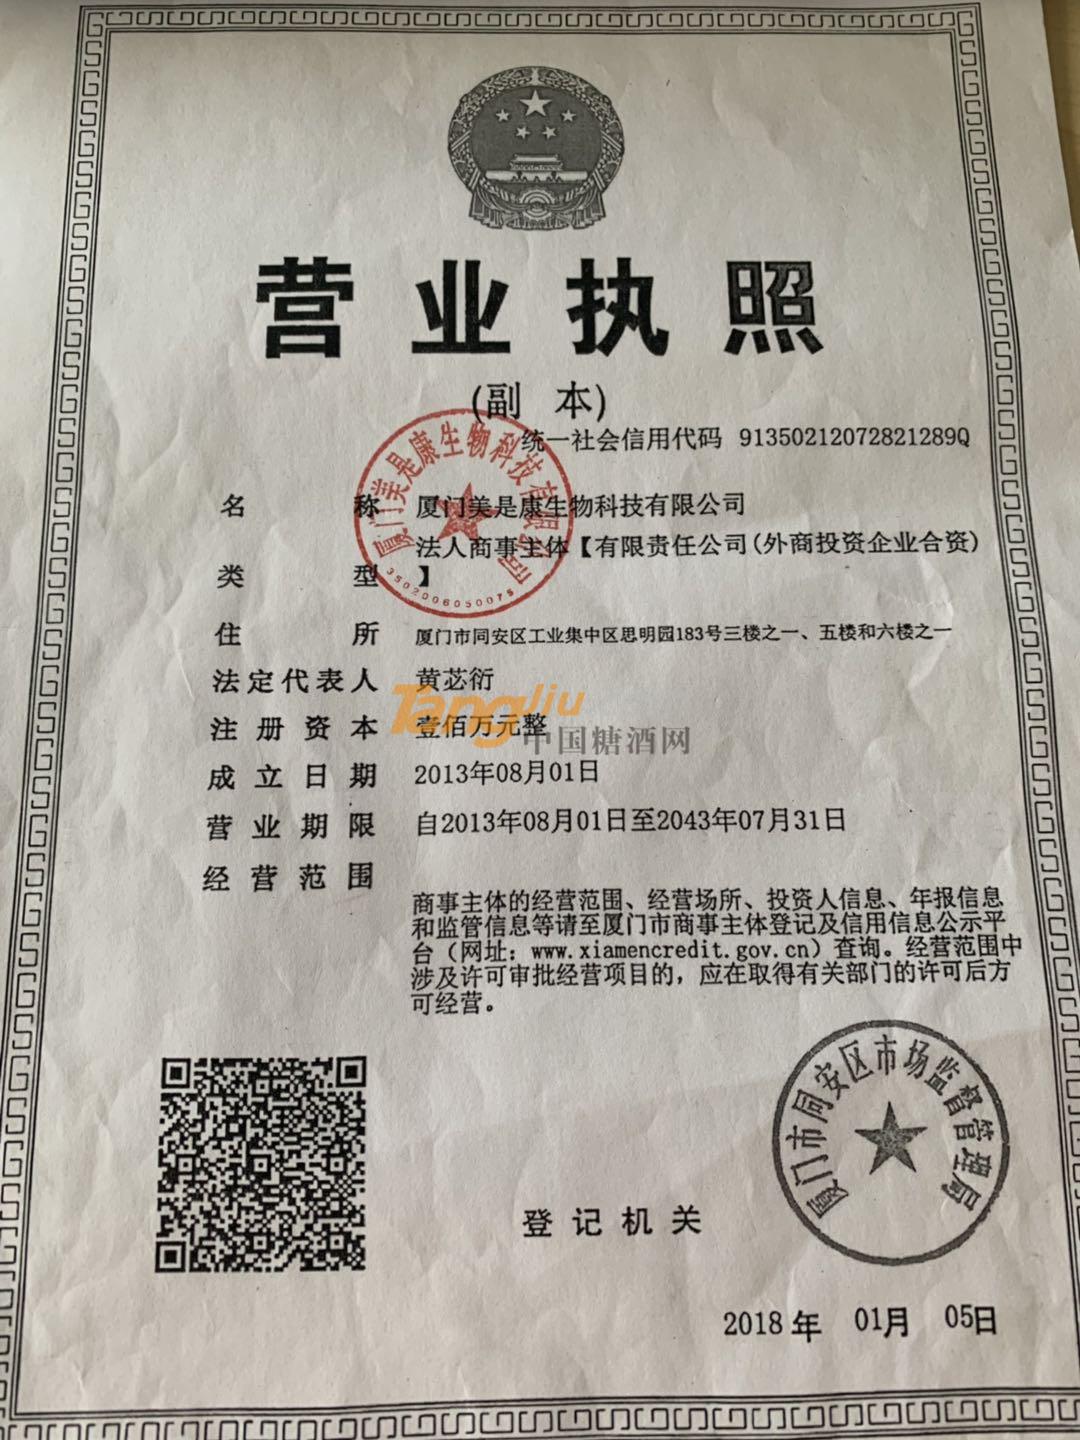 营业执照
(副 本)
统一社会信用代码 91350212072821289Q
名 称 厦门美是康生物科技有限公司
法人商事主体【有限责任公司(外商投资企业合资)
类 型 】
住 所 厦门市同安区工业集中区思明园183号三楼之一、五楼和六楼之一
法定代表人 黄苾衍
注册资本 壹佰万元整
成立日期 2013年08月01日
营业期限 自2013年08月01日至2043年07月31日
经营范围
商事主体的经营范围、经营场所、投资人信息、年报信息
和监管信息等请至厦门市商事主体登记及信用信息公示平
台（网址：www.xiamencredit.gov.cn）查询。经营范围中
涉及许可审批经营项目的，应在取得有关部门的许可后方
可经营。
厦门美是康生物科技有限公司
3502006050075
Tangjiu
中国糖酒网
厦门市同安区市场监督管理局
登记机关
2018年 01月 05日